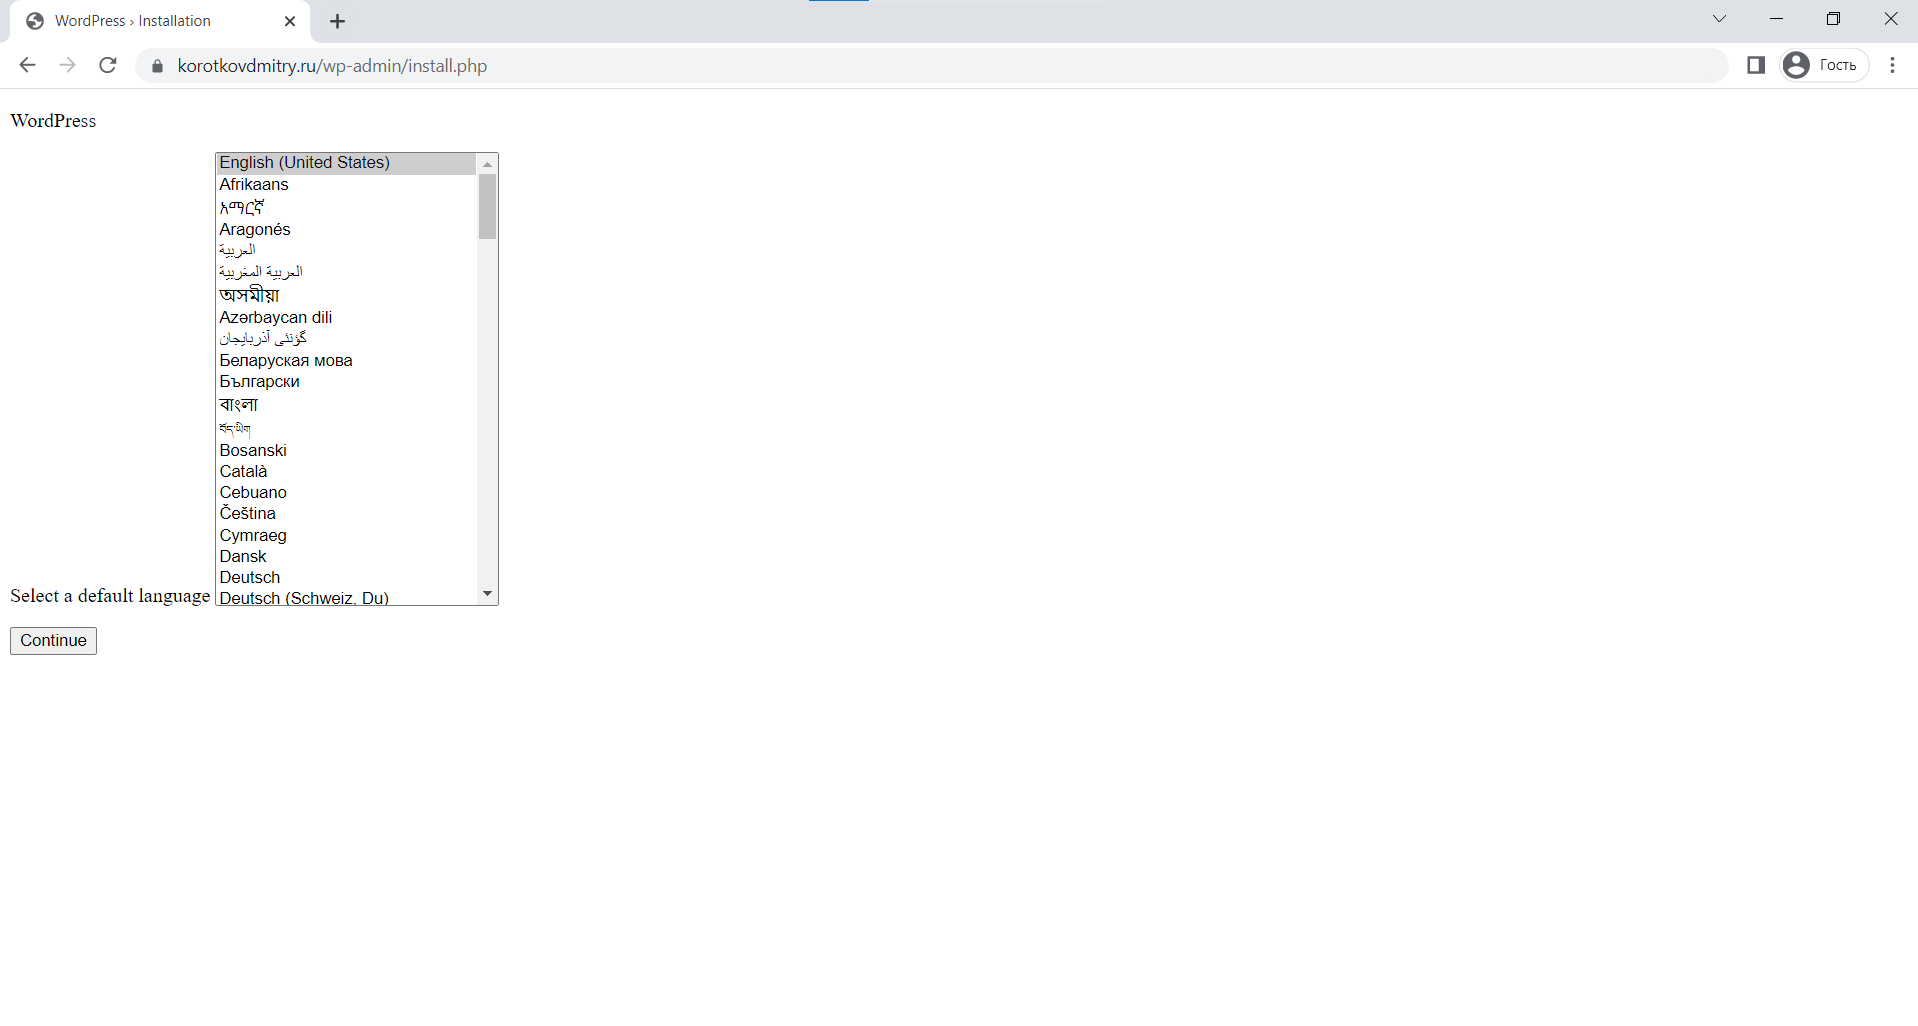 WordPress › Installation
korotkovdmitry.ru/wp-admin/install.php
Гость
WordPress
English (United States)
Afrikaans
አማርኛ
Aragonés
العربية
العربية المغربية
অসমীয়া
Azərbaycan dili
گؤنئی آذربایجان
Беларуская мова
Български
বাংলা
བོད་ཡིག
Bosanski
Català
Cebuano
Čeština
Cymraeg
Dansk
Deutsch
Select a default language
Deutsch (Schweiz, Du)
Continue